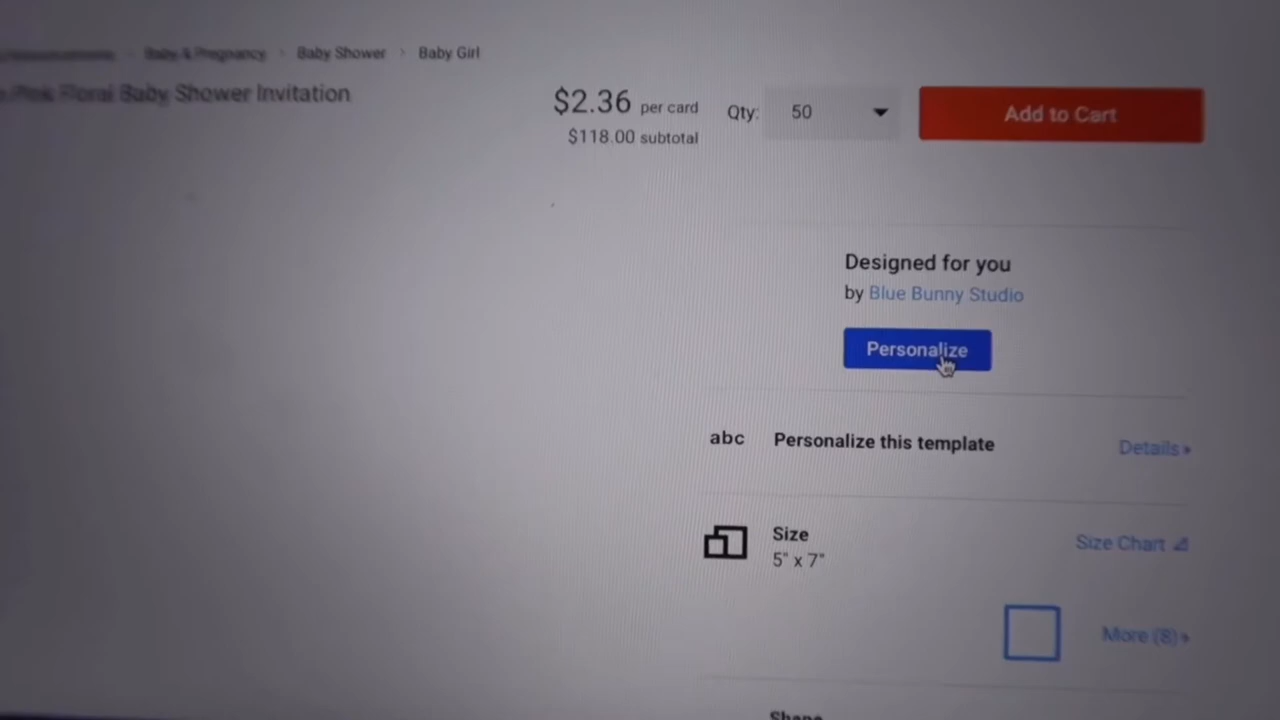 Baby & Pregnancy > Baby Shower > Baby Girl
Pink Floral Baby Shower Invitation
$2.36 per card
$118.00 subtotal
Qty: 50
Add to Cart
Designed for you
by Blue Bunny Studio
Personalize
abc Personalize this template Details
Size
5" x 7"
Size Chart
More (8)
Shape